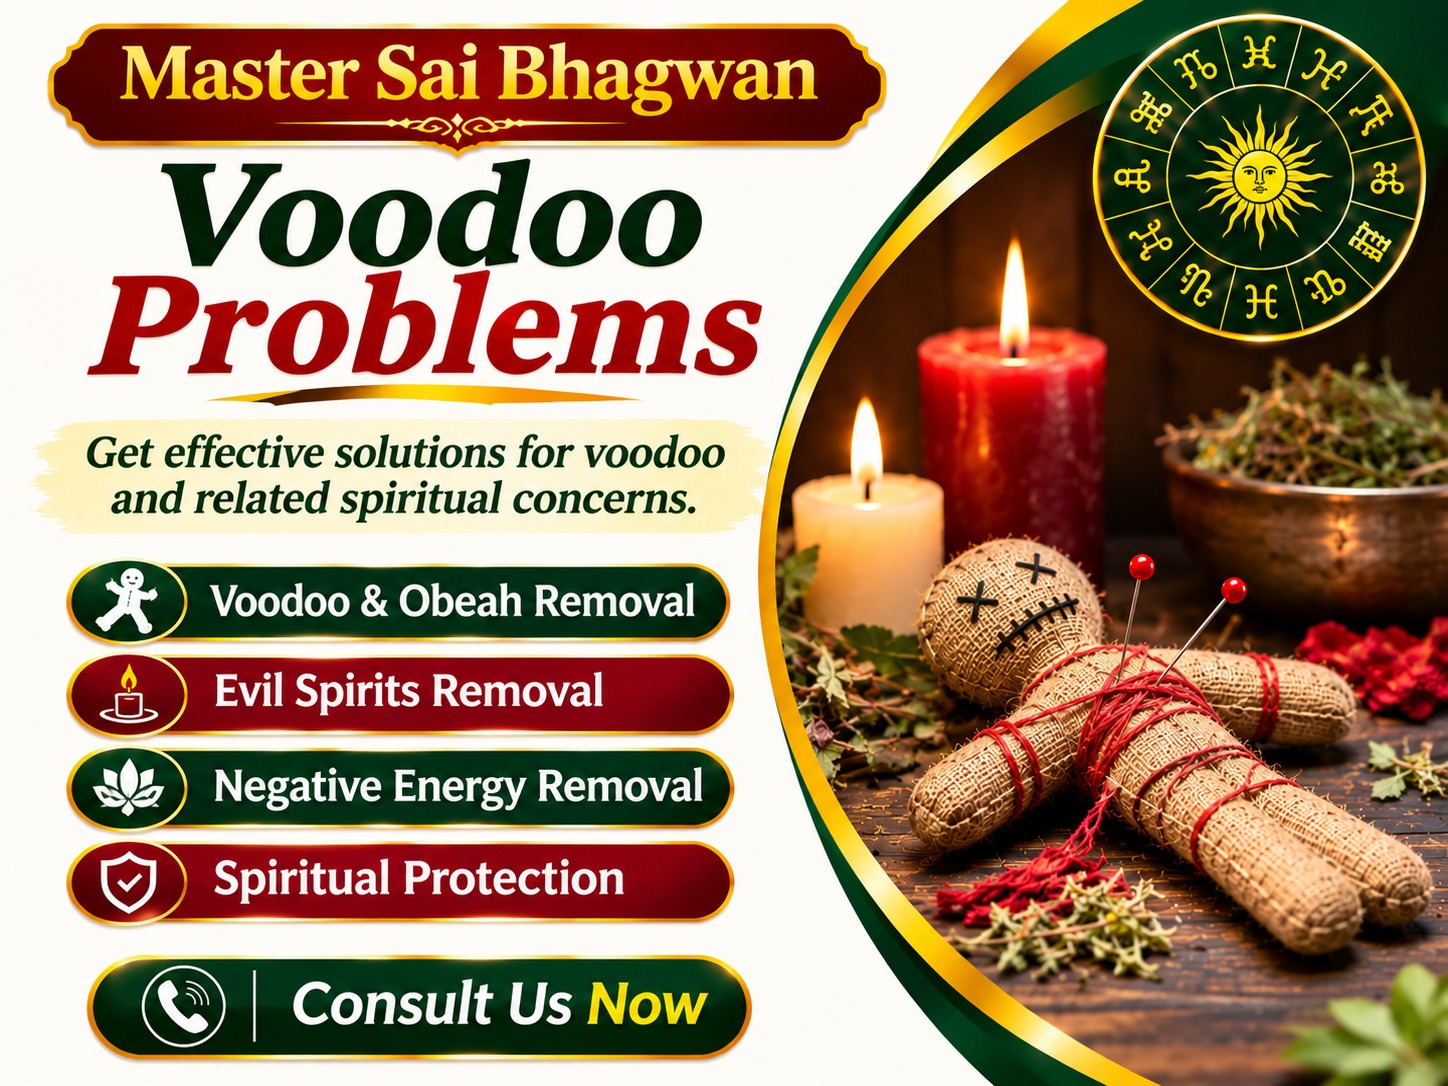 Master Sai Bhagwan
Voodoo
Problems
Get effective solutions for voodoo
and related spiritual concerns.
Voodoo & Obeah Removal
Evil Spirits Removal
Negative Energy Removal
Spiritual Protection
Consult Us Now